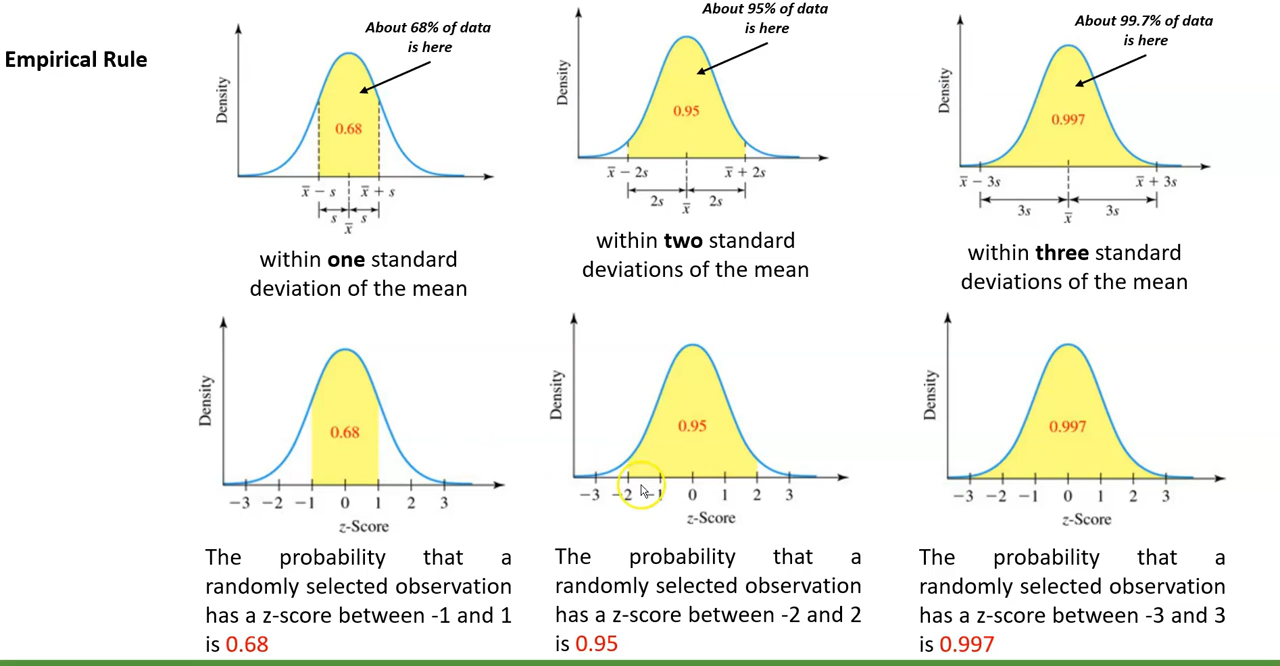 Empirical Rule
About 68% of data
is here
Density
0.68
x̅ − s
x̅ + s
s
s
x̅
within one standard
deviation of the mean
About 95% of data
is here
Density
0.95
x̅ − 2s
x̅ + 2s
2s
2s
x̅
within two standard
deviations of the mean
About 99.7% of data
is here
Density
0.997
x̅ − 3s
x̅ + 3s
3s
3s
x̅
within three standard
deviations of the mean
Density
0.68
−3 −2 −1 0 1 2 3
z-Score
The probability that a
randomly selected observation
has a z-score between -1 and 1
is 0.68
Density
0.95
−3 −2 −1 0 1 2 3
z-Score
The probability that a
randomly selected observation
has a z-score between -2 and 2
is 0.95
Density
0.997
−3 −2 −1 0 1 2 3
z-Score
The probability that a
randomly selected observation
has a z-score between -3 and 3
is 0.997